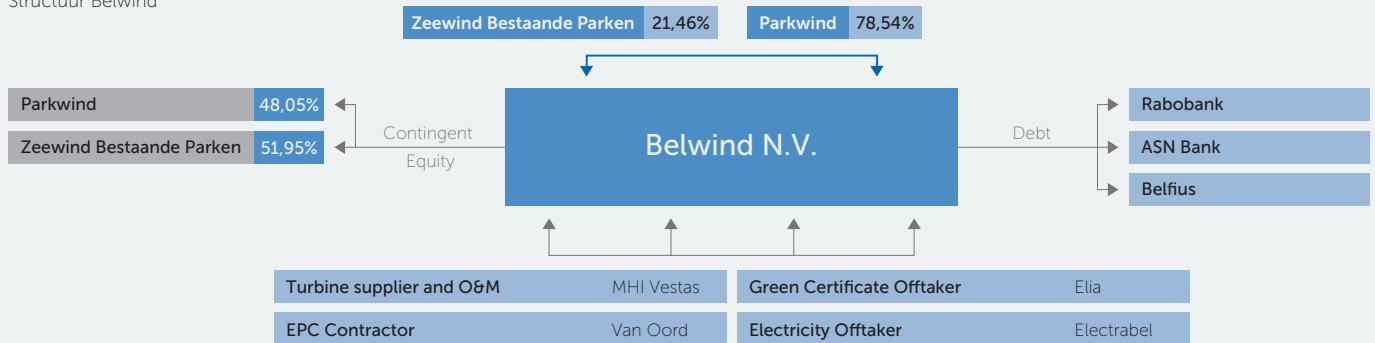 Structuur Belwind
Zeewind Bestaande Parken 21,46% Parkwind 78,54%
Parkwind 48,05%
Zeewind Bestaande Parken 51,95%
Contingent
Equity
Belwind N.V.
Debt
Rabobank
ASN Bank
Belfius
Turbine supplier and O&M MHI Vestas Green Certificate Offtaker Elia
EPC Contractor Van Oord Electricity Offtaker Electrabel